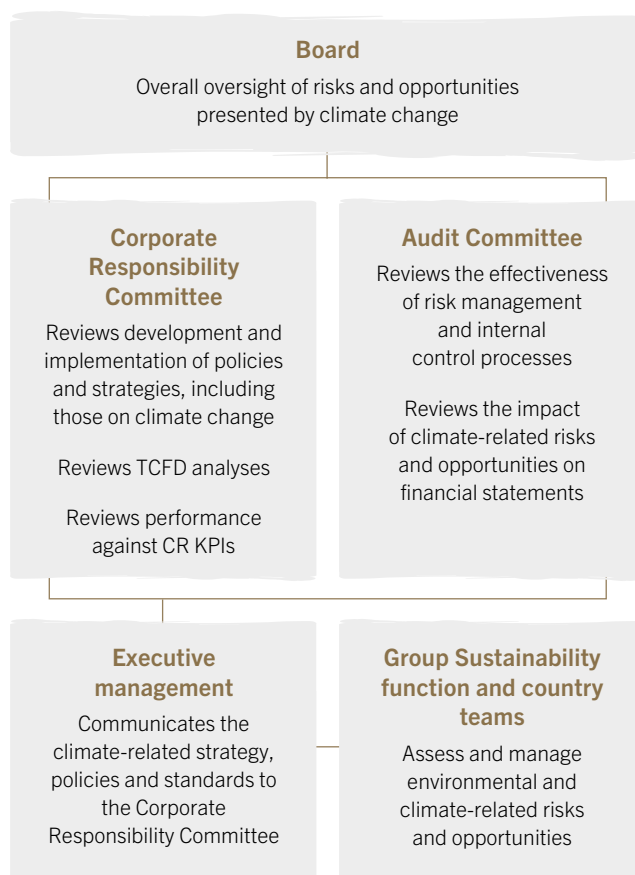 Board
Overall oversight of risks and opportunities
presented by climate change
Corporate
Responsibility
Committee
Reviews development and
implementation of policies
and strategies, including
those on climate change
Reviews TCFD analyses
Reviews performance
against CR KPIs
Audit Committee
Reviews the effectiveness
of risk management
and internal
control processes
Reviews the impact
of climate-related risks
and opportunities on
financial statements
Executive
management
Communicates the
climate-related strategy,
policies and standards to
the Corporate
Responsibility Committee
Group Sustainability
function and country
teams
Assess and manage
environmental and
climate-related risks
and opportunities